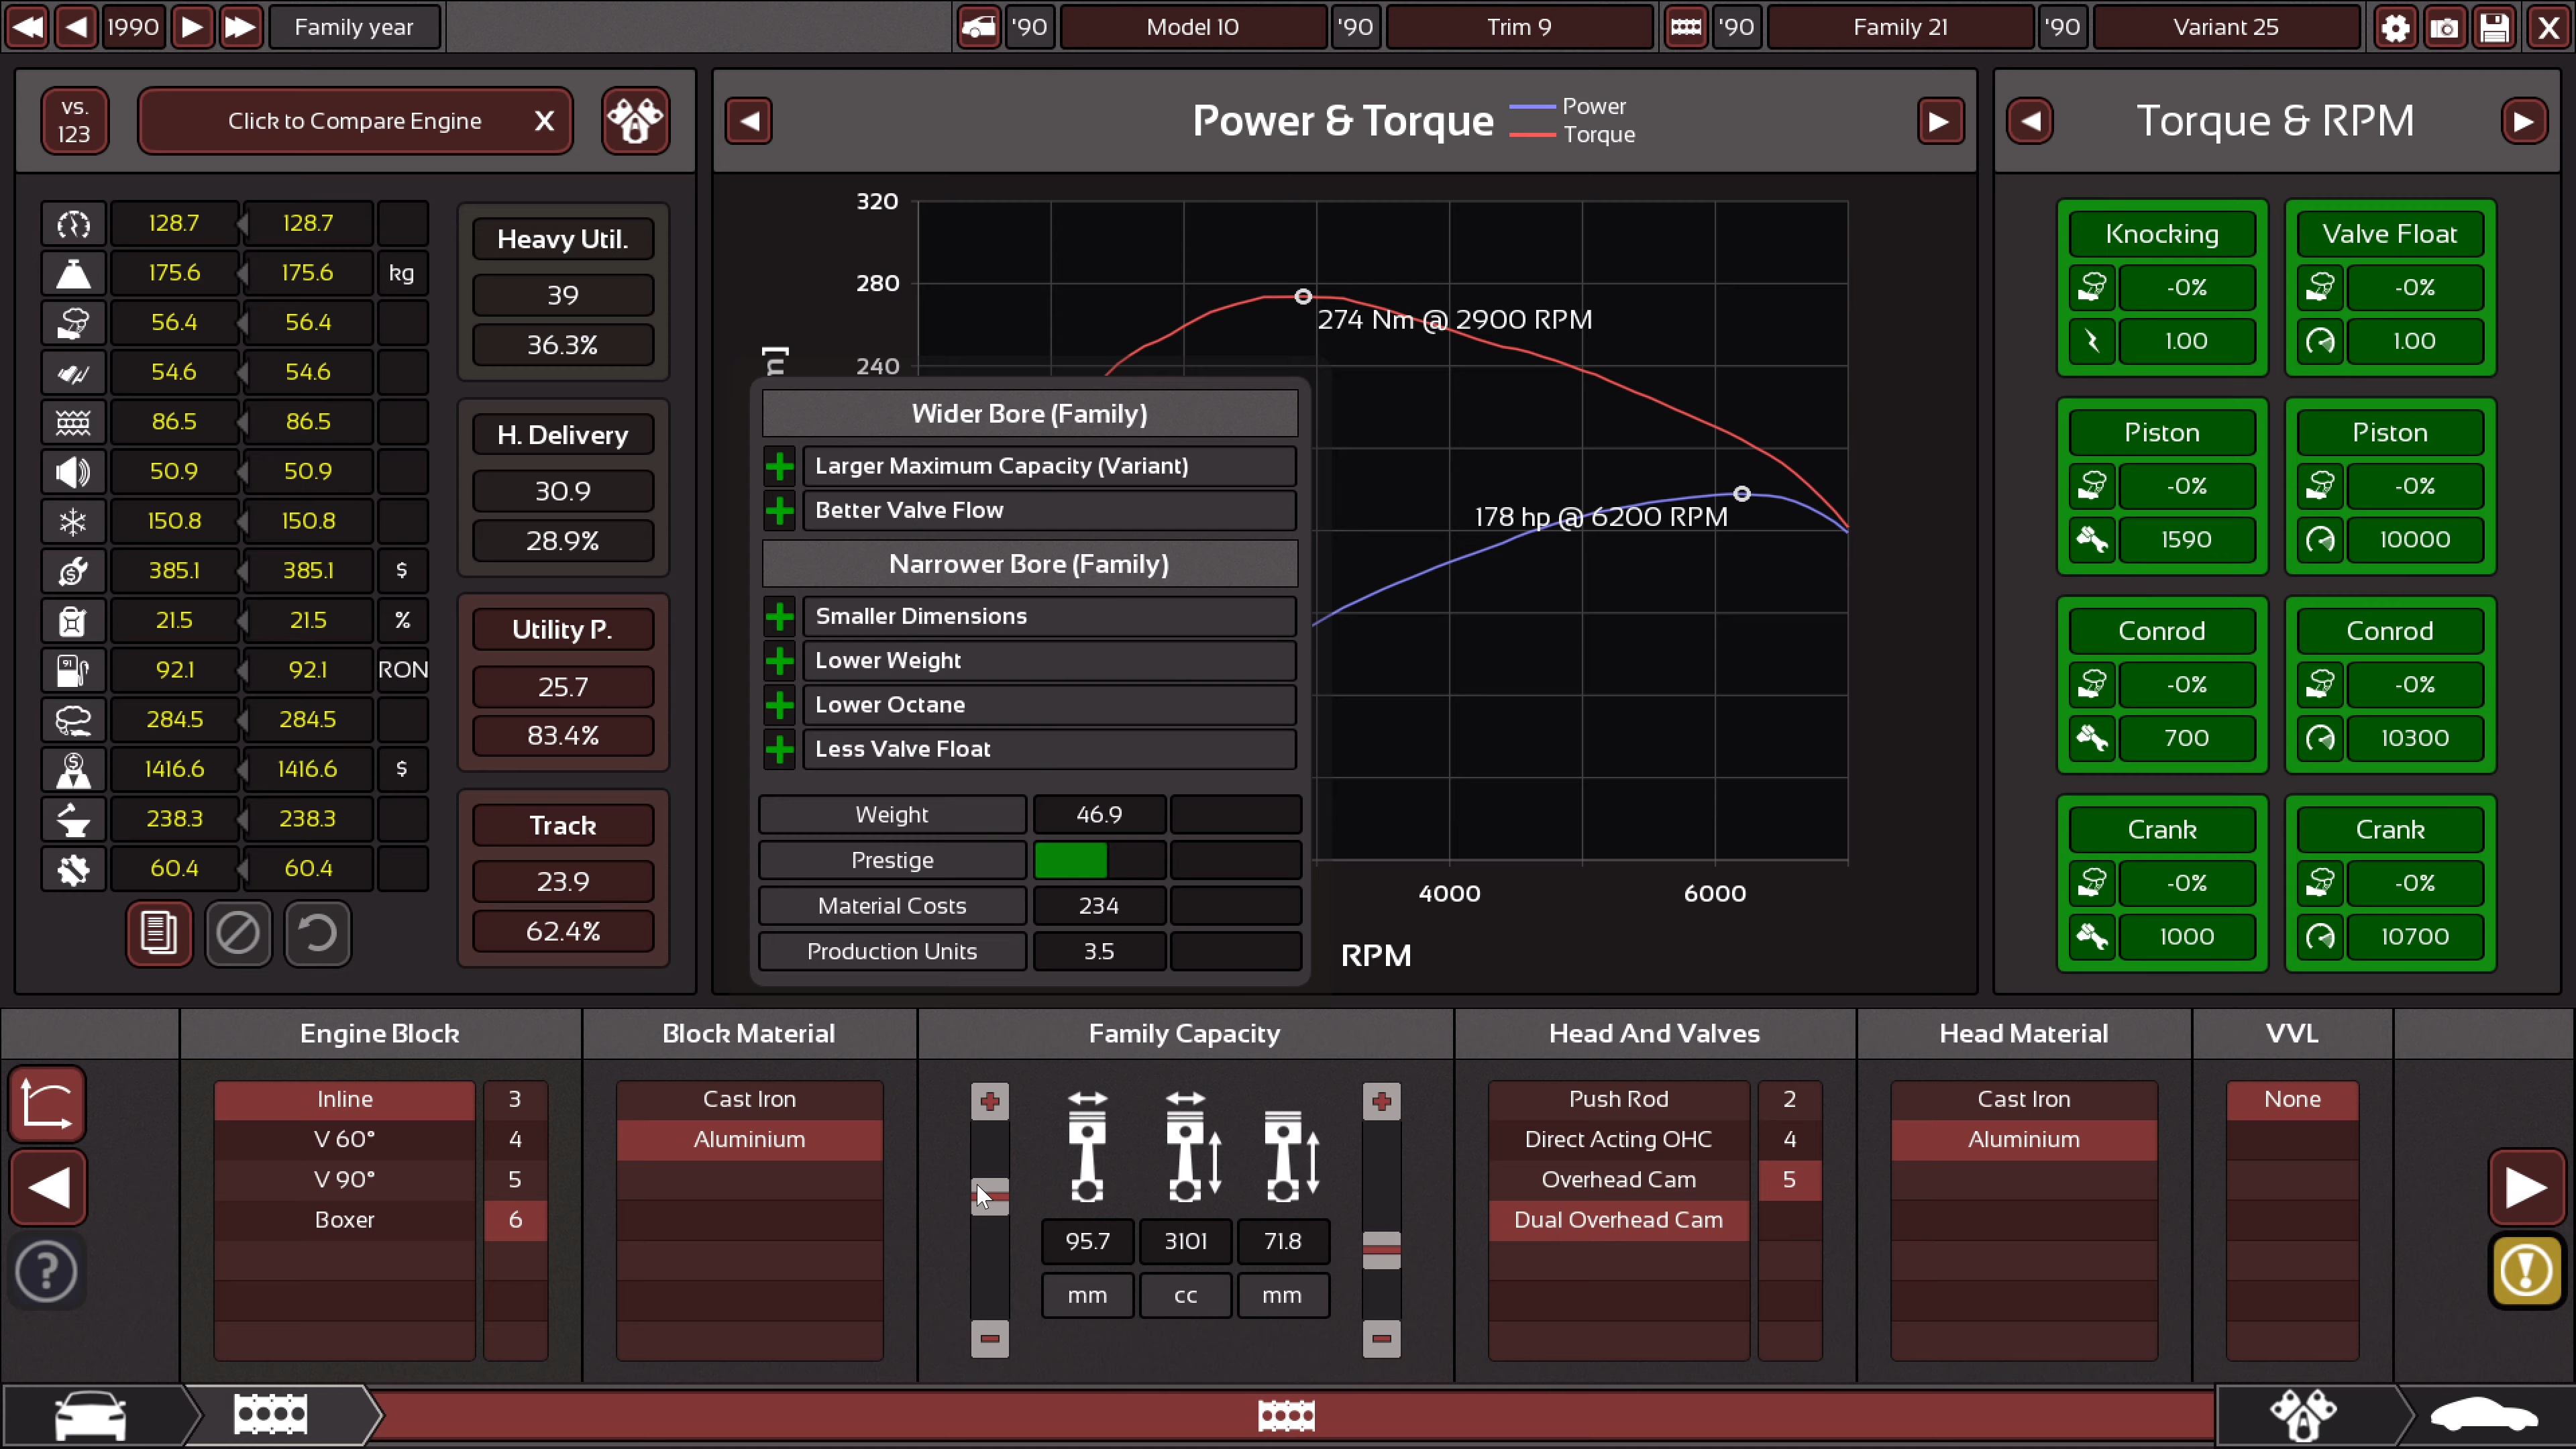 1990
Family year
'90
Model 10
'90
Trim 9
'90
Family 21
'90
Variant 25
X
vs.
123
Click to Compare Engine X
128.7 128.7
175.6 175.6 kg
56.4 56.4
54.6 54.6
86.5 86.5
50.9 50.9
150.8 150.8
385.1 385.1 $
21.5 21.5 %
92.1 92.1 RON
284.5 284.5
1416.6 1416.6 $
238.3 238.3
60.4 60.4
91
Heavy Util.
39
36.3%
H. Delivery
30.9
28.9%
Utility P.
25.7
83.4%
Track
23.9
62.4%
Power & Torque
Power
Torque
320
280
240
274 Nm @ 2900 RPM
178 hp @ 6200 RPM
4000
6000
RPM
Wider Bore (Family)
Larger Maximum Capacity (Variant)
Better Valve Flow
Narrower Bore (Family)
Smaller Dimensions
Lower Weight
Lower Octane
Less Valve Float
Weight 46.9
Prestige
Material Costs 234
Production Units 3.5
Torque & RPM
Knocking
-0%
1.00
Valve Float
-0%
1.00
Piston
-0%
1590
Piston
-0%
10000
Conrod
-0%
700
Conrod
-0%
10300
Crank
-0%
1000
Crank
-0%
10700
Engine Block
Inline
V 60°
V 90°
Boxer
3
4
5
6
Block Material
Cast Iron
Aluminium
Family Capacity
95.7 3101 71.8
mm cc mm
Head And Valves
Push Rod
Direct Acting OHC
Overhead Cam
Dual Overhead Cam
2
4
5
Head Material
Cast Iron
Aluminium
VVL
None
?
!